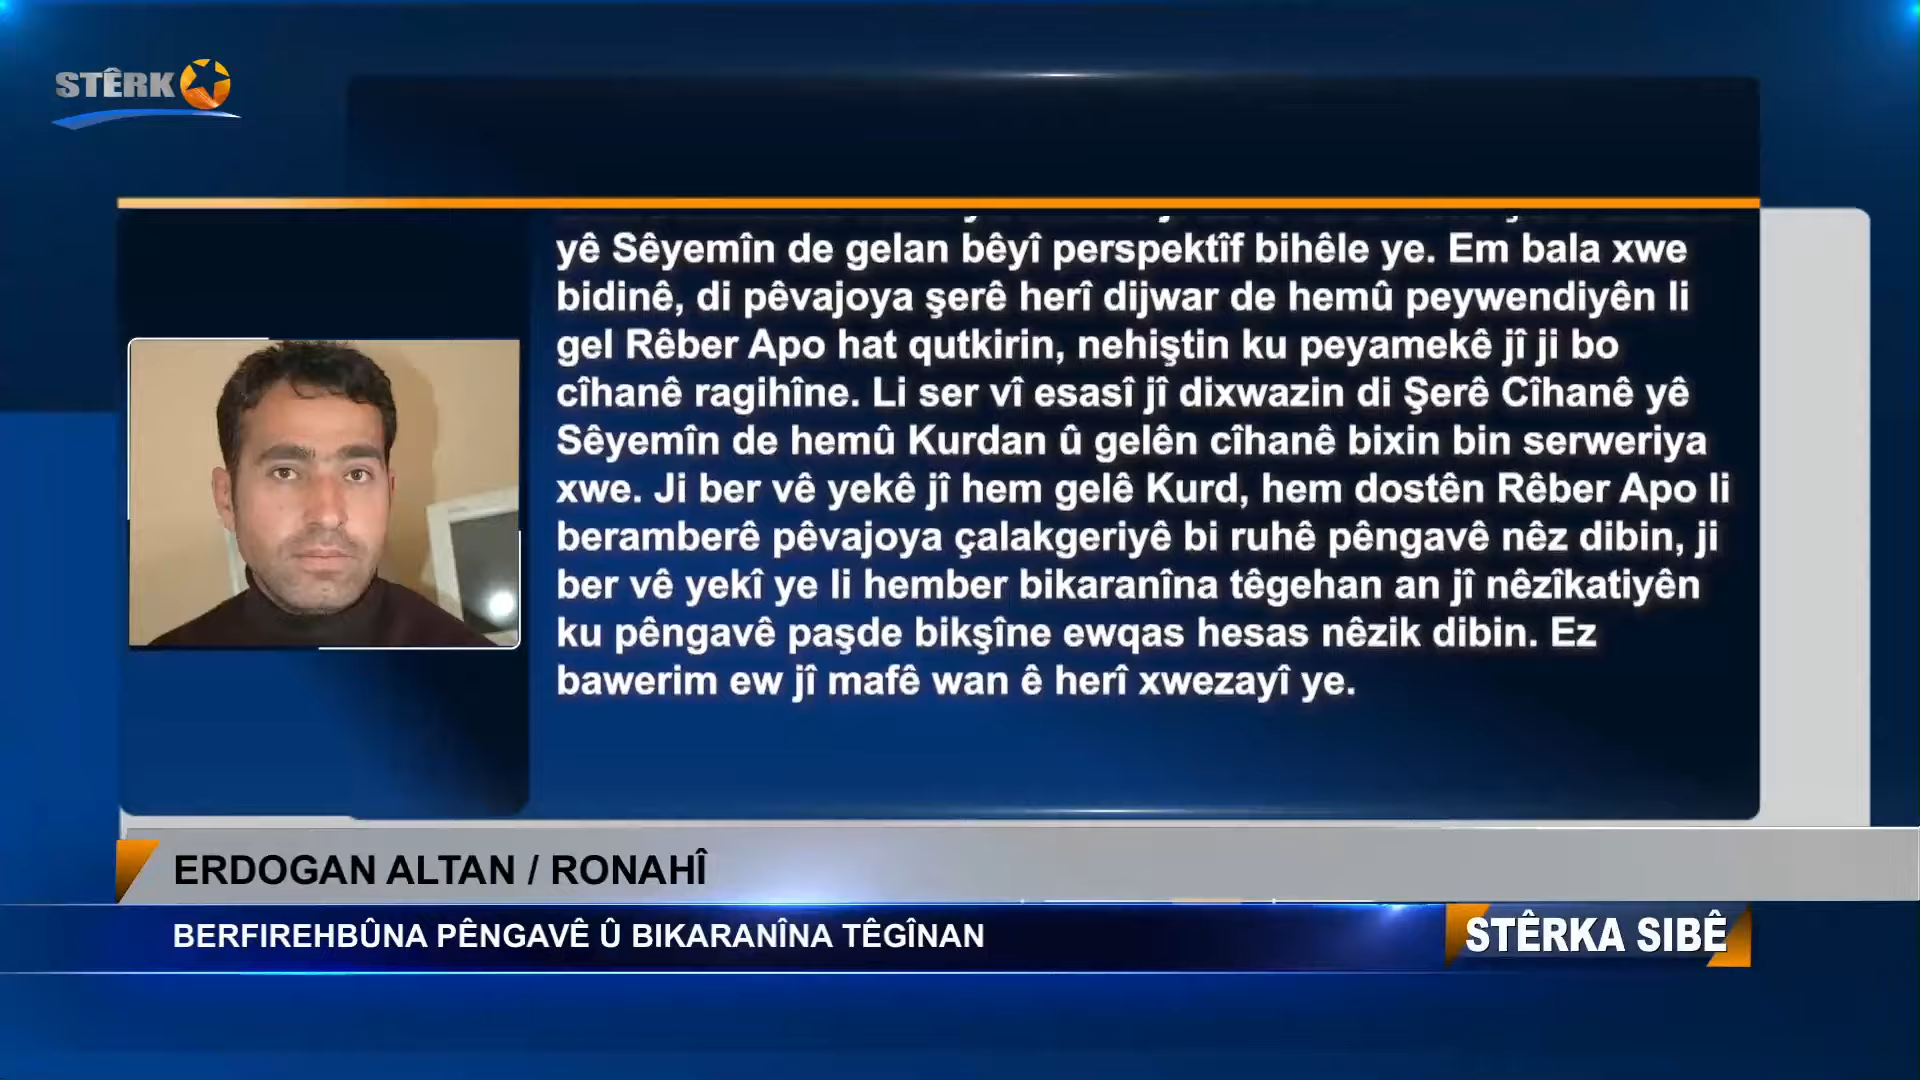 STÊRK
yê Sêyemîn de gelan bêyî perspektîf bihêle ye. Em bala xwe
bidinê, di pêvajoya şerê herî dijwar de hemû peywendiyên li
gel Rêber Apo hat qutkirin, nehiştin ku peyamekê jî ji bo
cîhanê ragihîne. Li ser vî esasî jî dixwazin di Şerê Cîhanê yê
Sêyemîn de hemû Kurdan û gelên cîhanê bixin bin serweriya
xwe. Ji ber vê yekê jî hem gelê Kurd, hem dostên Rêber Apo li
beramberê pêvajoya çalakgeriyê bi ruhê pêngavê nêz dibin, ji
ber vê yekî ye li hember bikaranîna têgehan an jî nêzîkatiyên
ku pêngavê paşde bikşîne ewqas hesas nêzik dibin. Ez
bawerim ew jî mafê wan ê herî xwezayî ye.
ERDOGAN ALTAN / RONAHÎ
BERFIREHBÛNA PÊNGAVÊ Û BIKARANÎNA TÊGÎNAN
STÊRKA SIBÊ